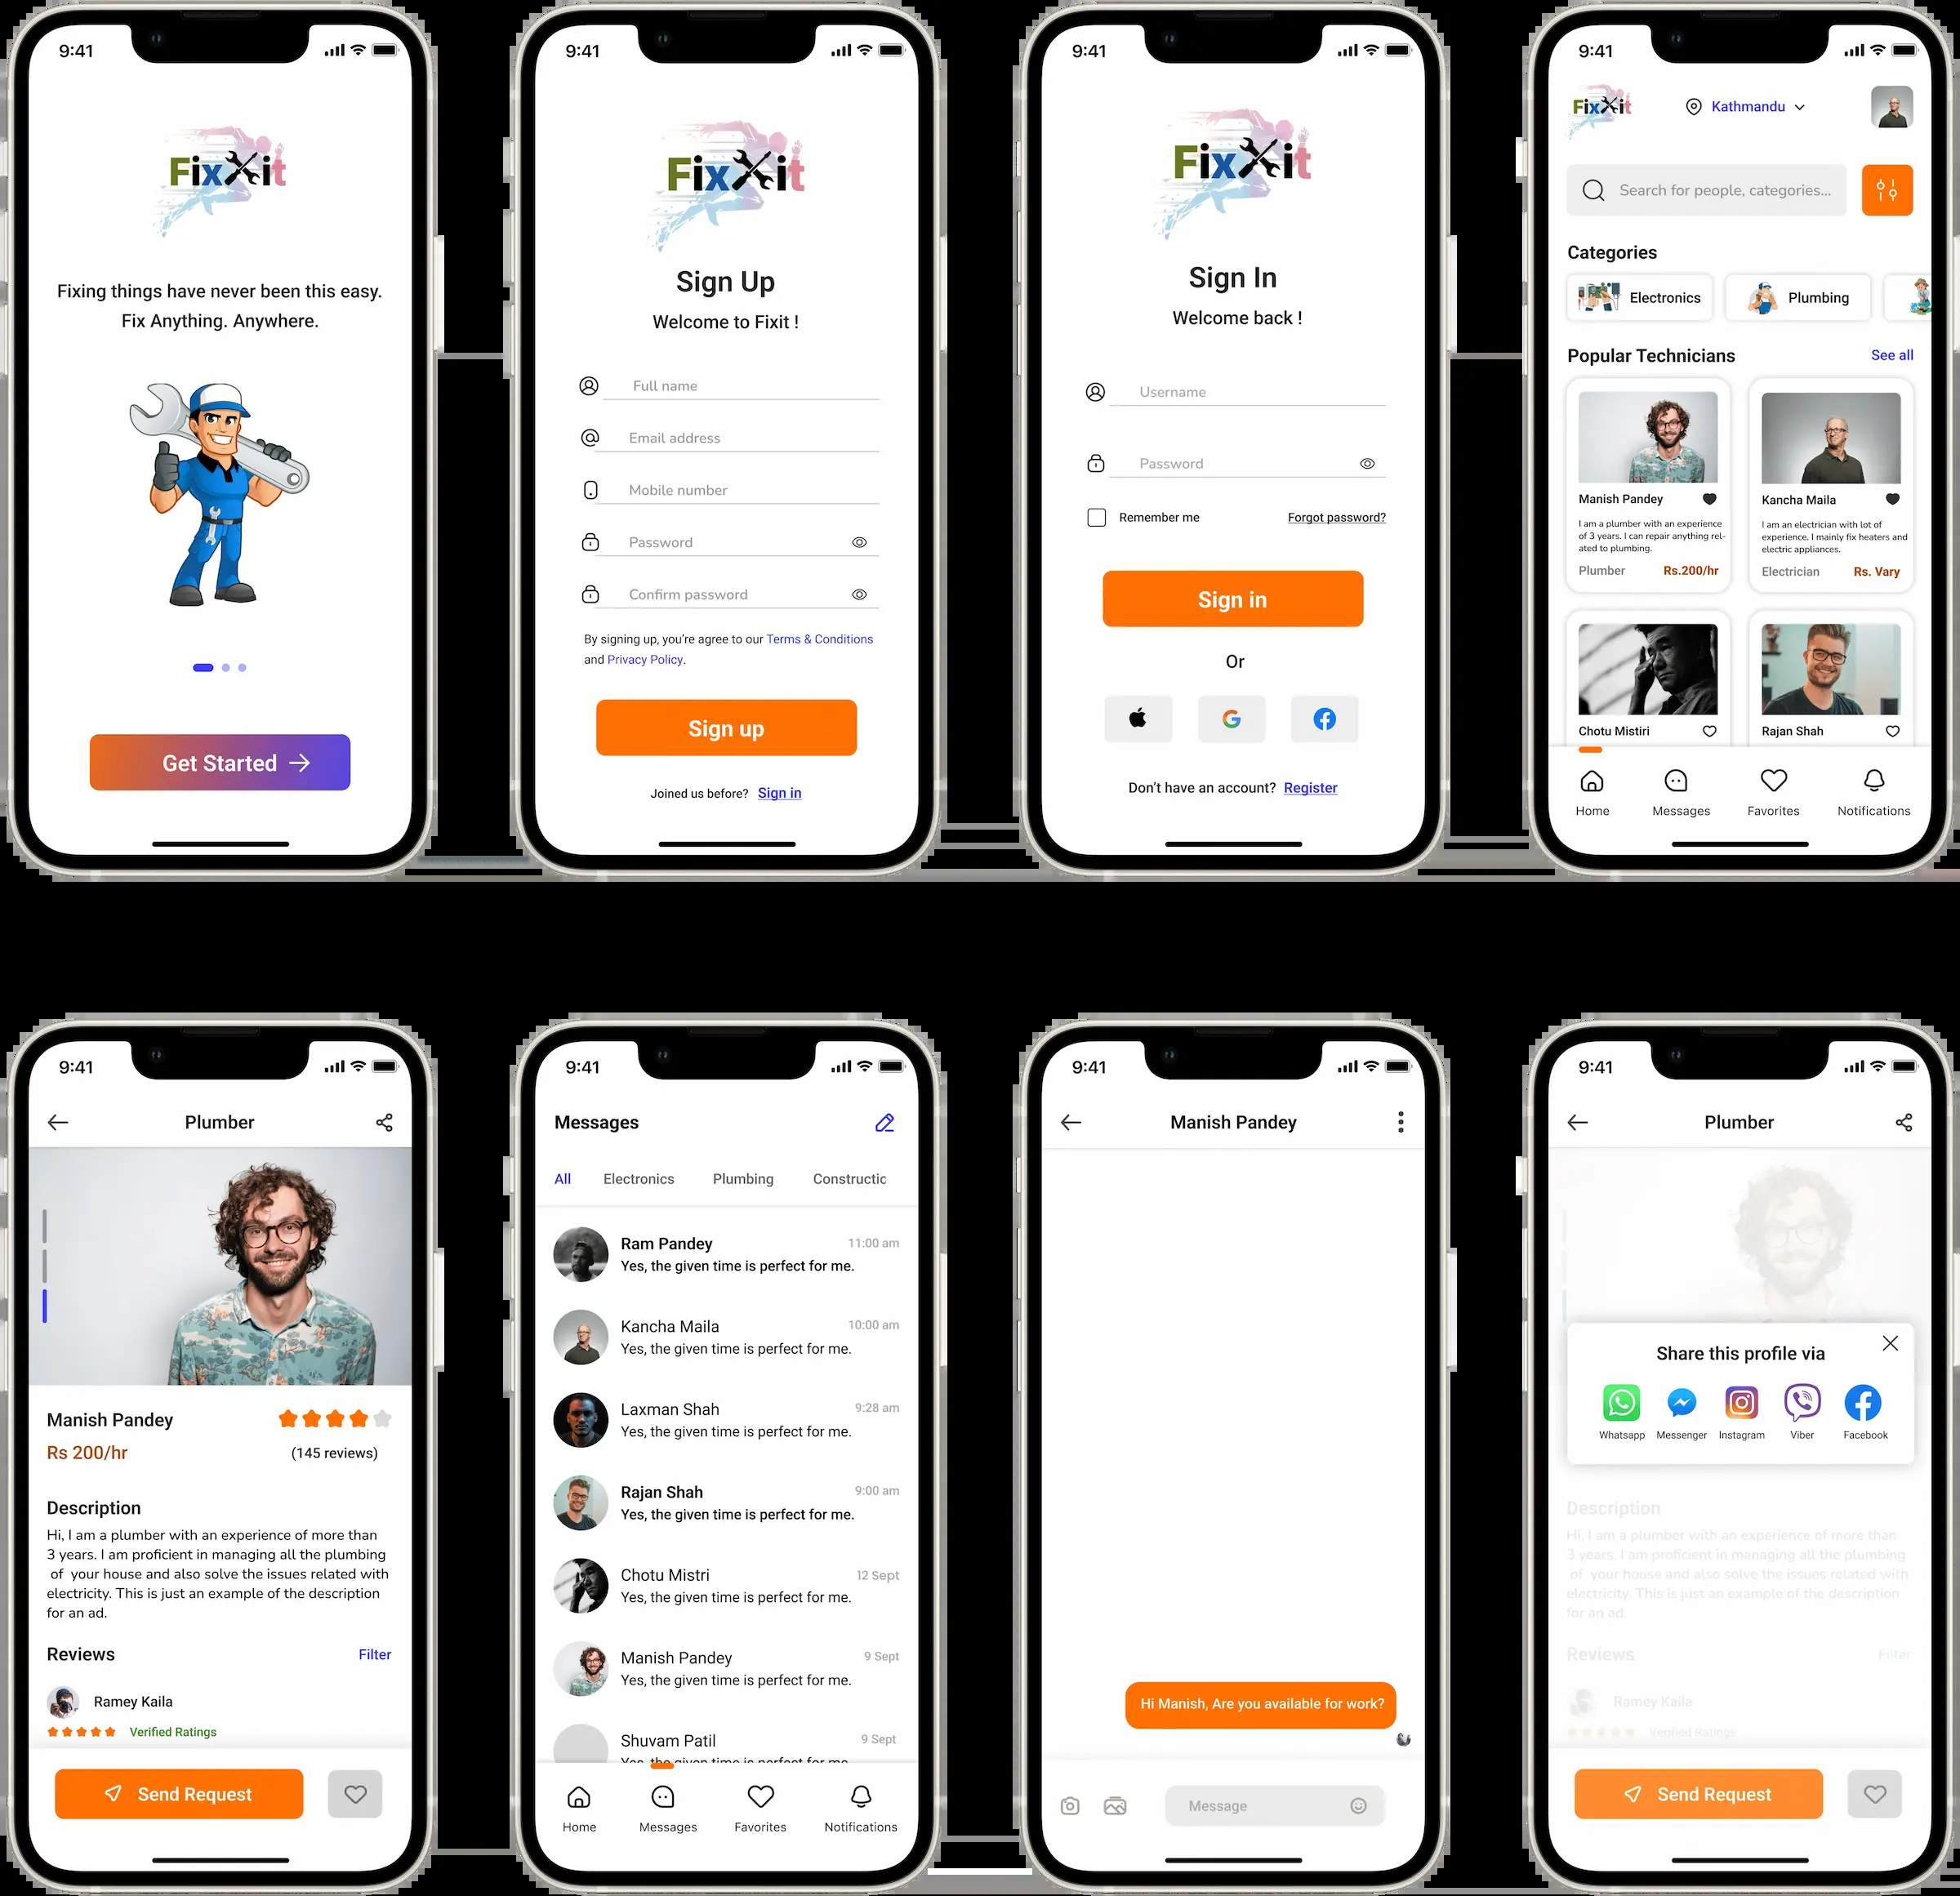 9:41
Fixit
Fixing things have never been this easy.
Fix Anything. Anywhere.
Get Started
9:41
Fixit
Sign Up
Welcome to Fixit !
Full name
Email address
Mobile number
Password
Confirm password
By signing up, you're agree to our Terms & Conditions
and Privacy Policy.
Sign up
Joined us before? Sign in
9:41
Fixit
Sign In
Welcome back !
Username
Password
Remember me Forgot password?
Sign in
Or
Don't have an account? Register
9:41
Fixit
Kathmandu
Search for people, categories...
Categories
Electronics Plumbing
Popular Technicians See all
Manish Pandey
I am a plumber with an experience
of 3 years. I can repair anything rel-
ated to plumbing.
Plumber Rs.200/hr
Kancha Maila
I am an electrician with lot of
experience. I mainly fix heaters and
electric appliances.
Electrician Rs. Vary
Chotu Mistiri
Rajan Shah
Home Messages Favorites Notifications
9:41
Plumber
Manish Pandey
Rs 200/hr (145 reviews)
Description
Hi, I am a plumber with an experience of more than
3 years. I am proficient in managing all the plumbing
of your house and also solve the issues related with
electricity. This is just an example of the description
for an ad.
Reviews Filter
Ramey Kaila
Verified Ratings
Send Request
9:41
Messages
All Electronics Plumbing Constructic
Ram Pandey 11:00 am
Yes, the given time is perfect for me.
Kancha Maila 10:00 am
Yes, the given time is perfect for me.
Laxman Shah 9:28 am
Yes, the given time is perfect for me.
Rajan Shah 9:00 am
Yes, the given time is perfect for me.
Chotu Mistri 12 Sept
Yes, the given time is perfect for me.
Manish Pandey 9 Sept
Yes, the given time is perfect for me.
Shuvam Patil 9 Sept
Yes, the given time is perfect for me.
Home Messages Favorites Notifications
9:41
Manish Pandey
Hi Manish, Are you available for work?
Message
9:41
Plumber
Share this profile via
Whatsapp Messenger Instagram Viber Facebook
Description
Hi, I am a plumber with an experience of more than
3 years. I am proficient in managing all the plumbing
of your house and also solve the issues related with
electricity. This is just an example of the description
for an ad.
Reviews Filter
Ramey Kaila
Verified Ratings
Send Request